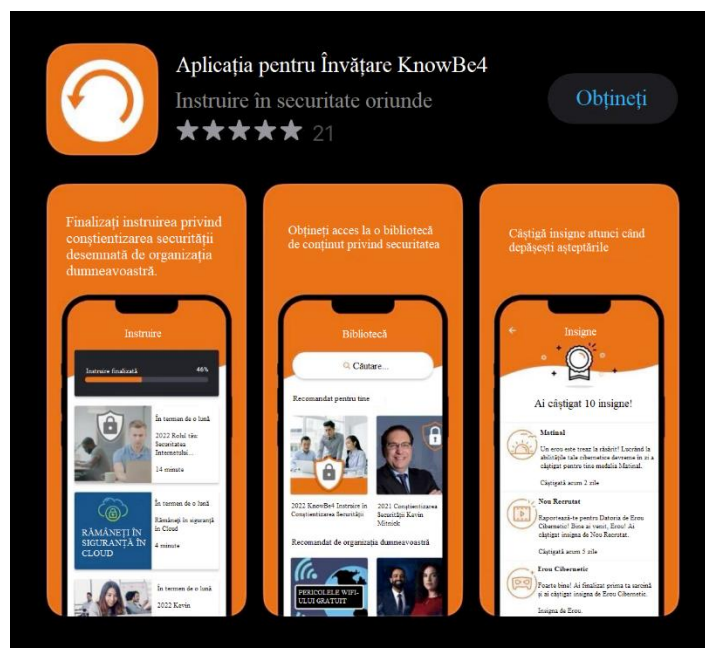 Aplicația pentru Învățare KnowBe4
Instruire în securitate oriunde
Obțineți
21
Finalizați instruirea privind
conștientizarea securității
desemnată de organizația
dumneavoastră.
Instruire
Instruire finalizată 46%
În termen de o lună
2022 Rolul tău:
Securitatea
Internetului...
14 minute
RĂMÂNEȚI ÎN
SIGURANȚĂ ÎN
CLOUD
În termen de o lună
Rămâneți în siguranță
în Cloud
4 minute
În termen de o lună
2022 Kevin
Obțineți acces la o bibliotecă
de conținut privind securitatea
Bibliotecă
Căutare...
Recomandat pentru tine
2022 KnowBe4 Instruire în
Conștientizarea Securității
2021 Conștientizarea
Securității Kavin
Mitnick
Recomandat de organizația dumneavoastră
PERICOLELE WIFI-
ULUI GRATUIT
Câștigă insigne atunci când
depășești așteptările
Insigne
Ai câștigat 10 insigne!
Matinal
Un erou este treaz la răsărit! Lucrând la
abilitățile tale cibernetice devreme în zi a
câștigat pentru tine medalia Matinal.
Câștigată acum 2 zile
Nou Recrutat
Raportează-te pentru Datoria de Erou
Cibernetic! Bine ai venit, Erou! Ai
câștigat insigna de Nou Recrutat.
Câștigată acum 5 zile
Erou Cibernetic
Foarte bine! Ai finalizat prima ta sarcină
și ai câștigat insigna de Erou Cibernetic.
Insigna de Erou.